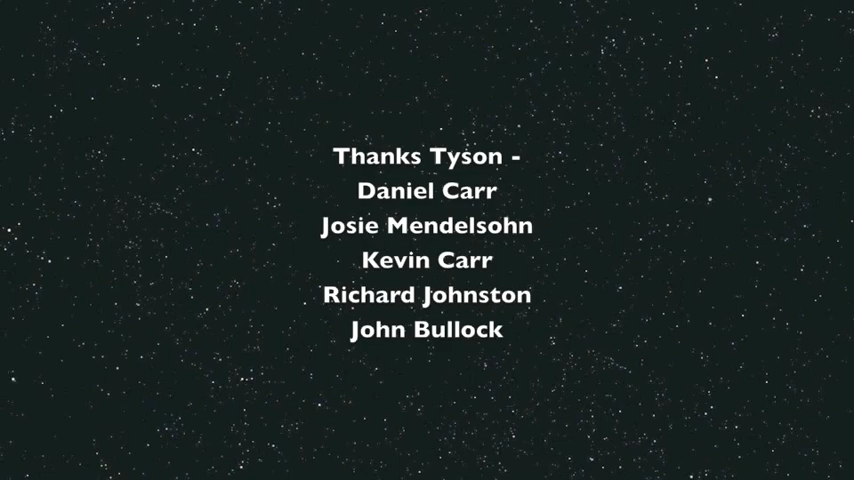 Thanks Tyson -
Daniel Carr
Josie Mendelsohn
Kevin Carr
Richard Johnston
John Bullock